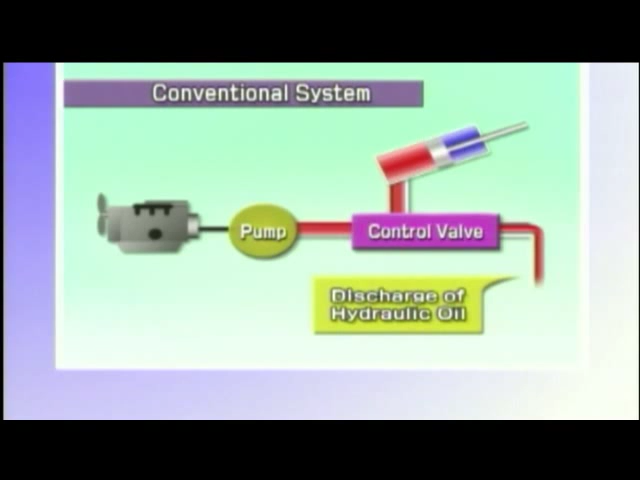 Conventional System
Pump
Control Valve
Discharge of
Hydraulic Oil